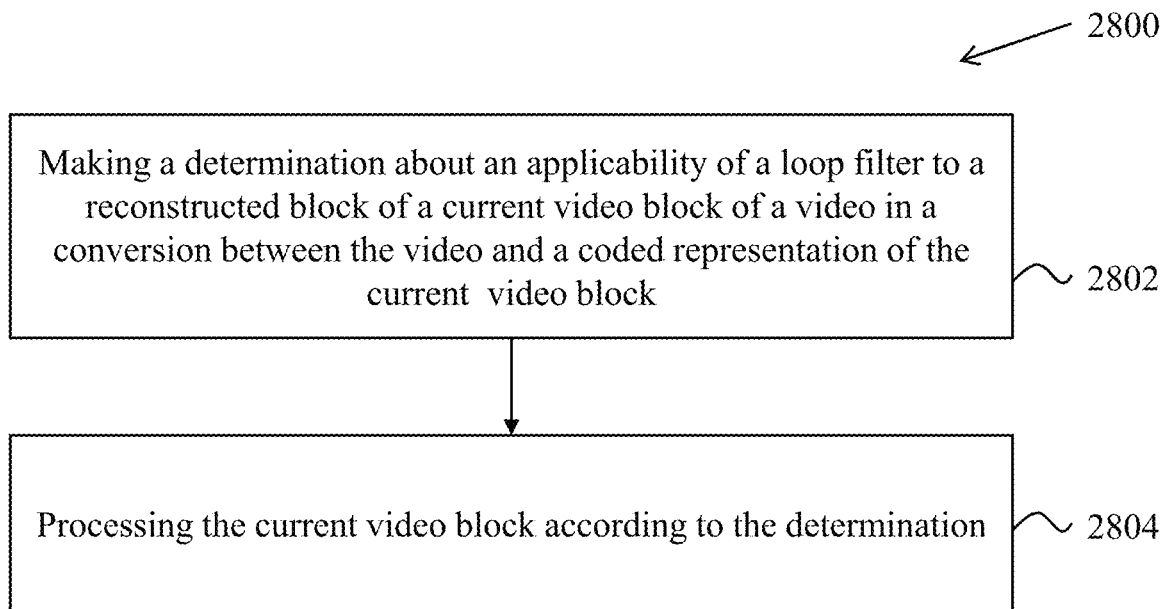 2800
Making a determination about an applicability of a loop filter to a
reconstructed block of a current video block of a video in a
conversion between the video and a coded representation of the
current video block
2802
Processing the current video block according to the determination
2804